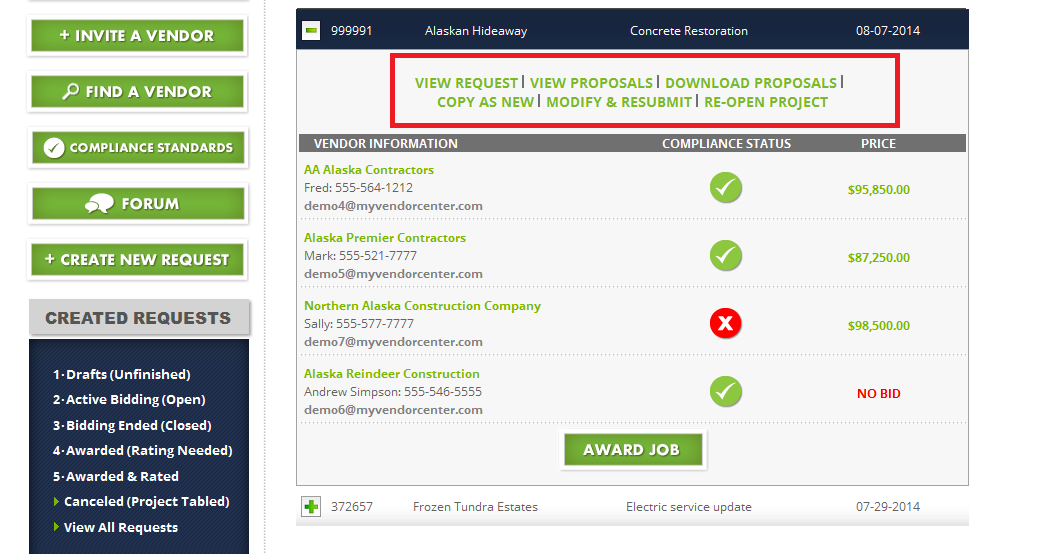 + INVITE A VENDOR
FIND A VENDOR
COMPLIANCE STANDARDS
FORUM
+ CREATE NEW REQUEST
CREATED REQUESTS
1· Drafts (Unfinished)
2· Active Bidding (Open)
3· Bidding Ended (Closed)
4· Awarded (Rating Needed)
5· Awarded & Rated
Canceled (Project Tabled)
View All Requests
999991 Alaskan Hideaway Concrete Restoration 08-07-2014
VIEW REQUEST | VIEW PROPOSALS | DOWNLOAD PROPOSALS |
COPY AS NEW | MODIFY & RESUBMIT | RE-OPEN PROJECT
VENDOR INFORMATION COMPLIANCE STATUS PRICE
AA Alaska Contractors
Fred: 555-564-1212 $95,850.00
demo4@myvendorcenter.com
Alaska Premier Contractors
Mark: 555-521-7777 $87,250.00
demo5@myvendorcenter.com
Northern Alaska Construction Company
Sally: 555-577-7777 $98,500.00
demo7@myvendorcenter.com
Alaska Reindeer Construction
Andrew Simpson: 555-546-5555 NO BID
demo6@myvendorcenter.com
AWARD JOB
372657 Frozen Tundra Estates Electric service update 07-29-2014